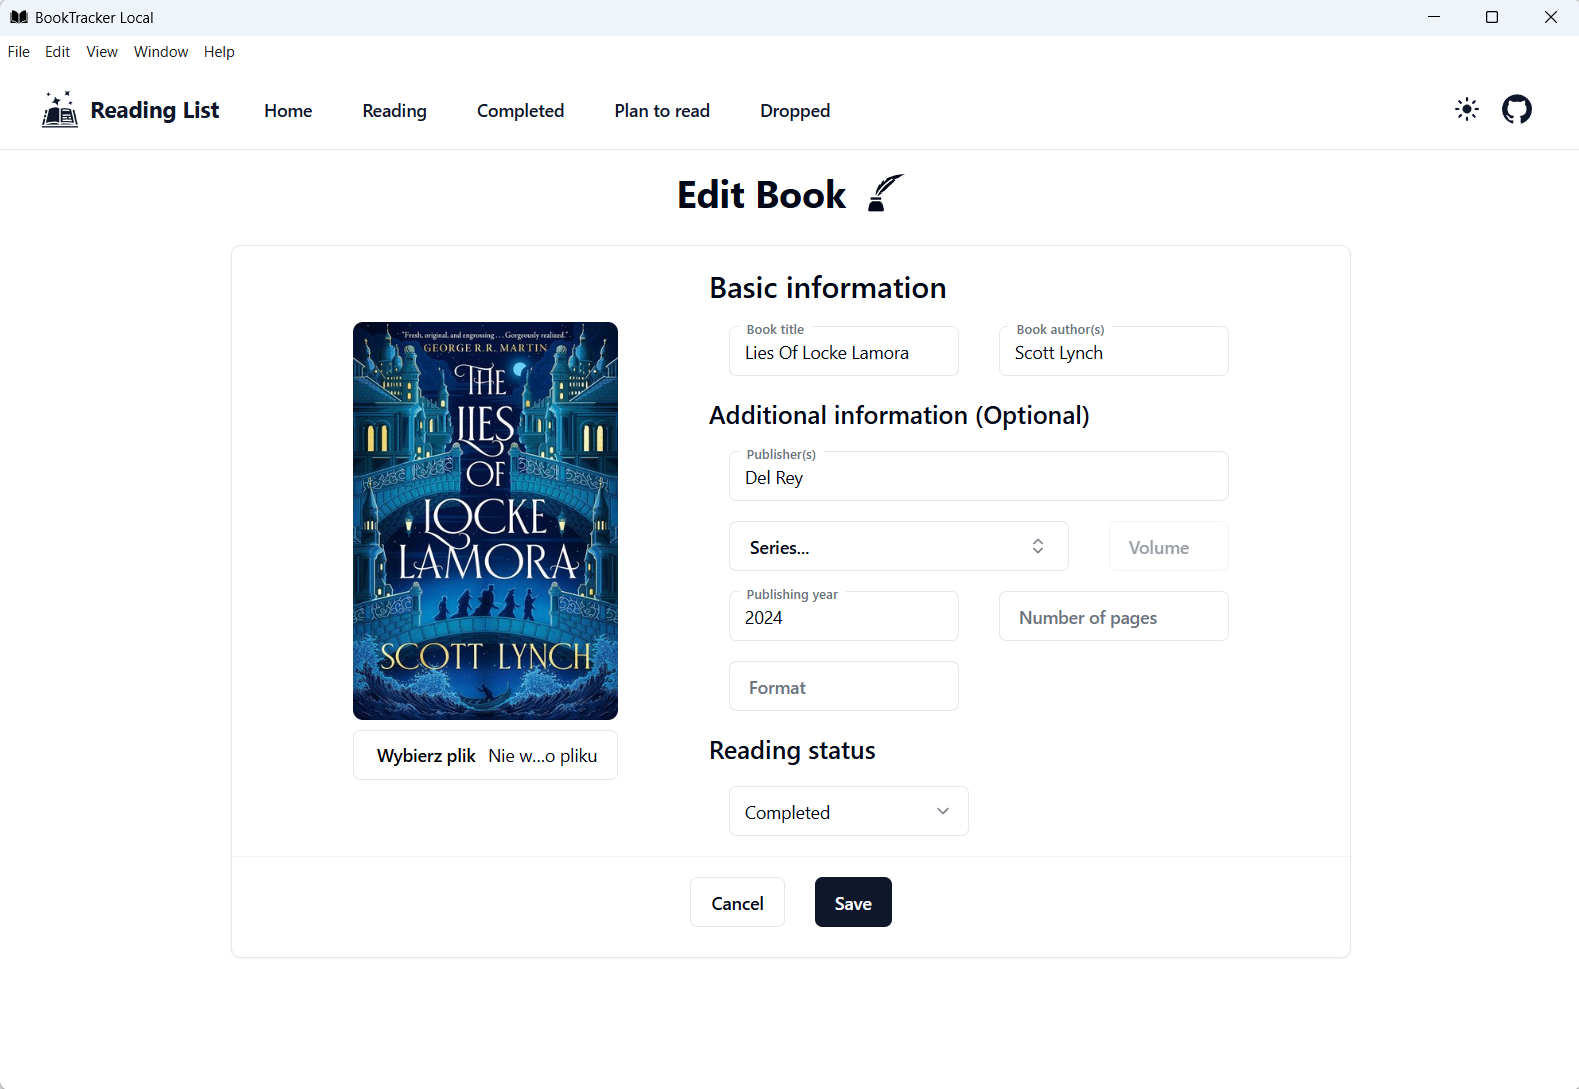 BookTracker Local
File Edit View Window Help
Reading List Home Reading Completed Plan to read Dropped
Edit Book
"Fresh, original, and engrossing . . . Gorgeously realized."
GEORGE R.R. MARTIN
THE
LIES
OF
LOCKE
LAMORA
SCOTT LYNCH
Wybierz plik Nie w...o pliku
Basic information
Book title
Lies Of Locke Lamora
Book author(s)
Scott Lynch
Additional information (Optional)
Publisher(s)
Del Rey
Series...
Volume
Publishing year
2024
Number of pages
Format
Reading status
Completed
Cancel
Save